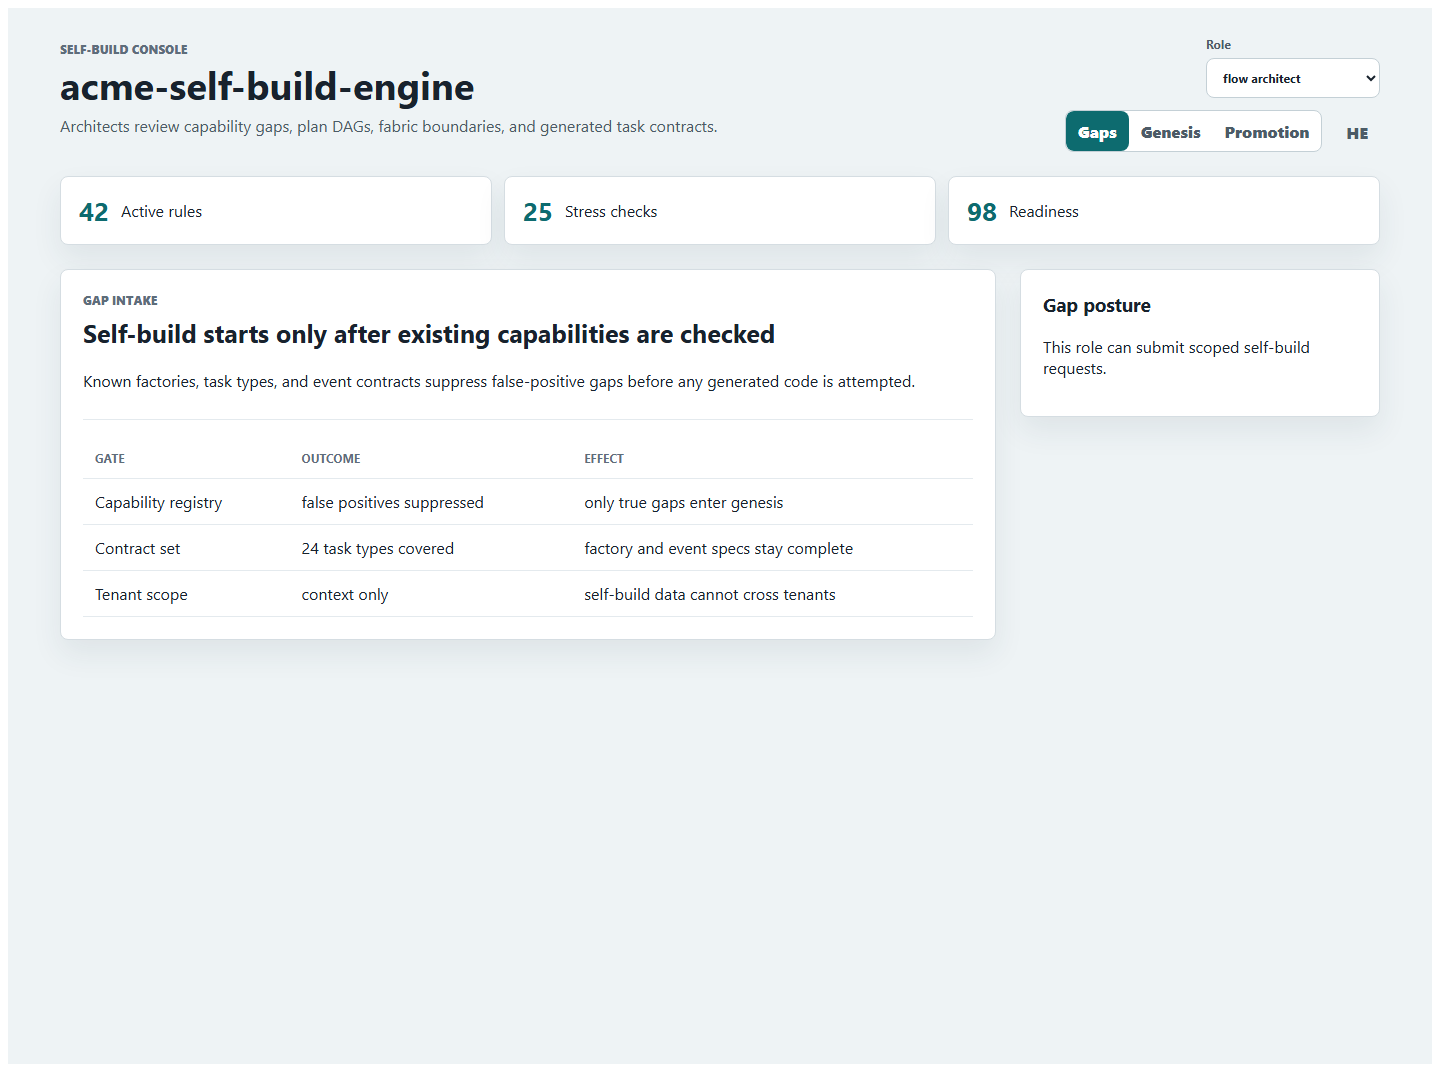 SELF-BUILD CONSOLE
acme-self-build-engine
Architects review capability gaps, plan DAGs, fabric boundaries, and generated task contracts.
Role
flow architect
Gaps Genesis Promotion HE
42 Active rules
25 Stress checks
98 Readiness
GAP INTAKE
Self-build starts only after existing capabilities are checked
Known factories, task types, and event contracts suppress false-positive gaps before any generated code is attempted.
GATE OUTCOME EFFECT
Capability registry false positives suppressed only true gaps enter genesis
Contract set 24 task types covered factory and event specs stay complete
Tenant scope context only self-build data cannot cross tenants
Gap posture
This role can submit scoped self-build
requests.